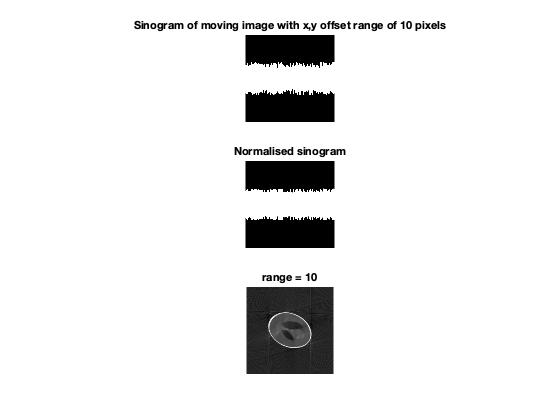 Sinogram of moving image with x,y offset range of 10 pixels
Normalised sinogram
range = 10